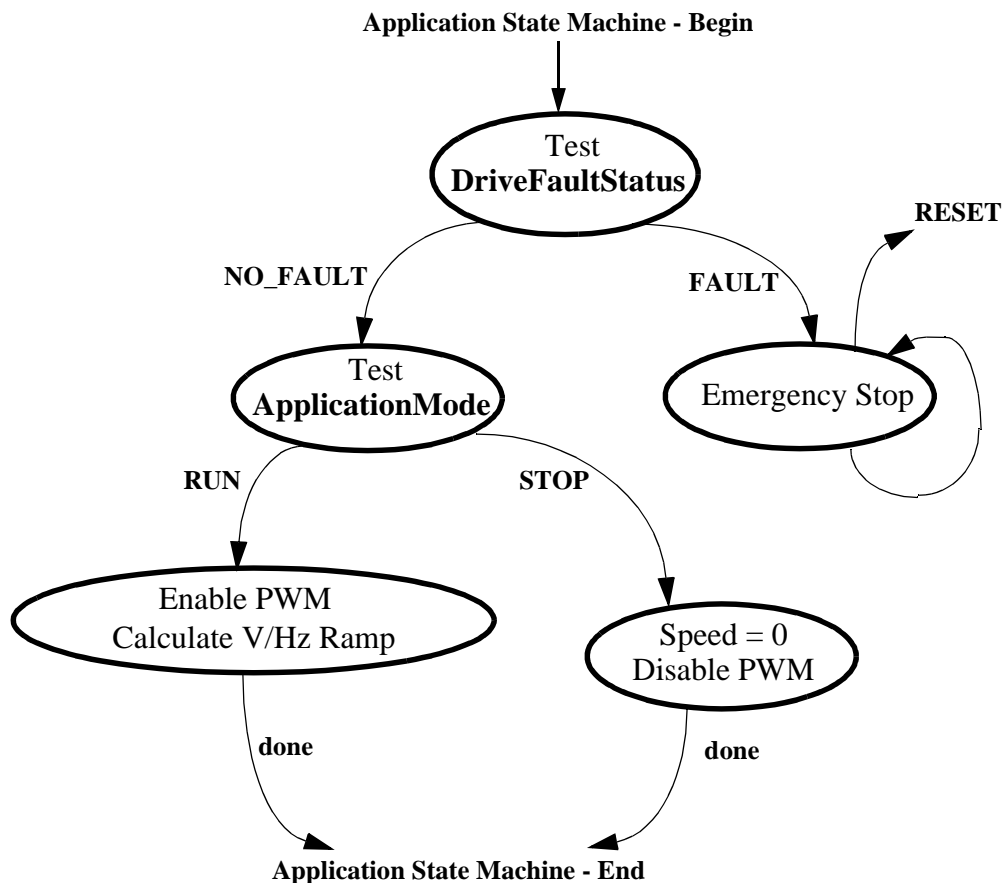 Application State Machine - Begin
Test
DriveFaultStatus
RESET
NO_FAULT
FAULT
Test
ApplicationMode
Emergency Stop
RUN
STOP
Enable PWM
Calculate V/Hz Ramp
Speed = 0
Disable PWM
done
done
Application State Machine - End